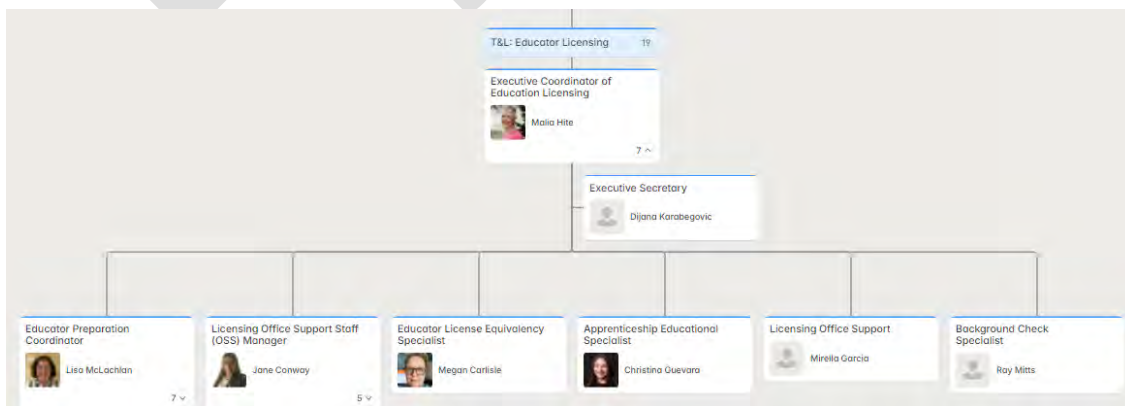 T&L: Educator Licensing 19
Executive Coordinator of
Education Licensing
Malia Hite
7
Executive Secretary
Dijana Karabegovic
Educator Preparation
Coordinator
Lisa McLachlan
7
Licensing Office Support Staff
(OSS) Manager
Jane Conway
5
Educator License Equivalency
Specialist
Megan Carlisle
Apprenticeship Educational
Specialist
Christina Guevara
Licensing Office Support
Mirella Garcia
Background Check
Specialist
Ray Mitts